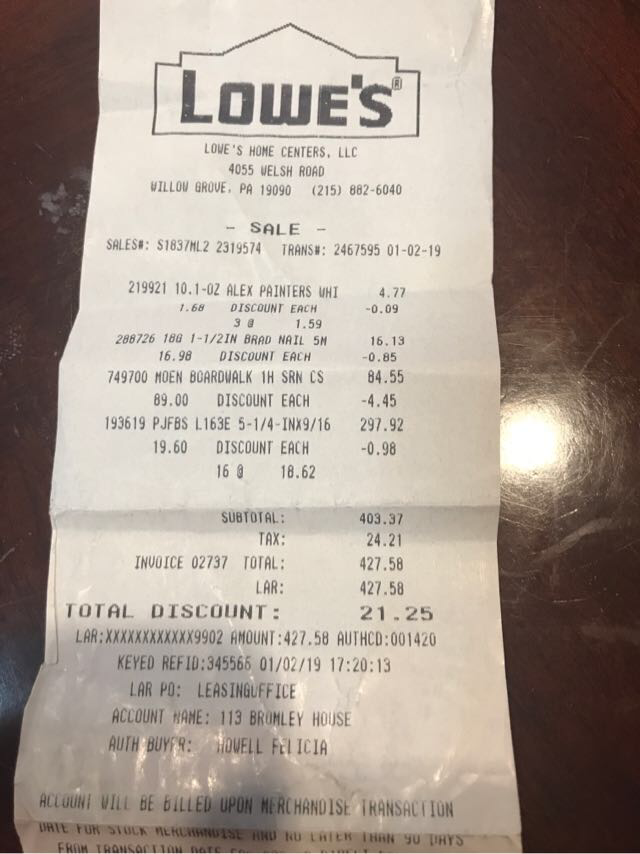 LOWE'S®
LOWE'S HOME CENTERS, LLC
4055 WELSH ROAD
WILLOW GROVE, PA 19090 (215) 882-6040
- SALE -
SALES#: S1837ML2 2319574 TRANS#: 2467595 01-02-19
219921 10.1-OZ ALEX PAINTERS WHI 4.77
1.68 DISCOUNT EACH -0.09
3 @ 1.59
288726 18G 1-1/2IN BRAD NAIL 5M 16.13
16.98 DISCOUNT EACH -0.85
749700 MOEN BOARDWALK 1H SRN CS 84.55
89.00 DISCOUNT EACH -4.45
193619 PJFBS L163E 5-1/4-INX9/16 297.92
19.60 DISCOUNT EACH -0.98
16 @ 18.62
SUBTOTAL: 403.37
TAX: 24.21
INVOICE 02737 TOTAL: 427.58
LAR: 427.58
TOTAL DISCOUNT: 21.25
LAR:XXXXXXXXXXXX9902 AMOUNT:427.58 AUTHCD:001420
KEYED REFID:345565 01/02/19 17:20:13
LAR PO: LEASINGOFFICE
ACCOUNT NAME: 113 BROMLEY HOUSE
AUTH BUYER: HOWELL FELICIA
ACCOUNT WILL BE BILLED UPON MERCHANDISE TRANSACTION
DATE FOR STOCK MERCHANDISE AND NO LATER THAN 90 DAYS
FROM TRANSACTION DATE